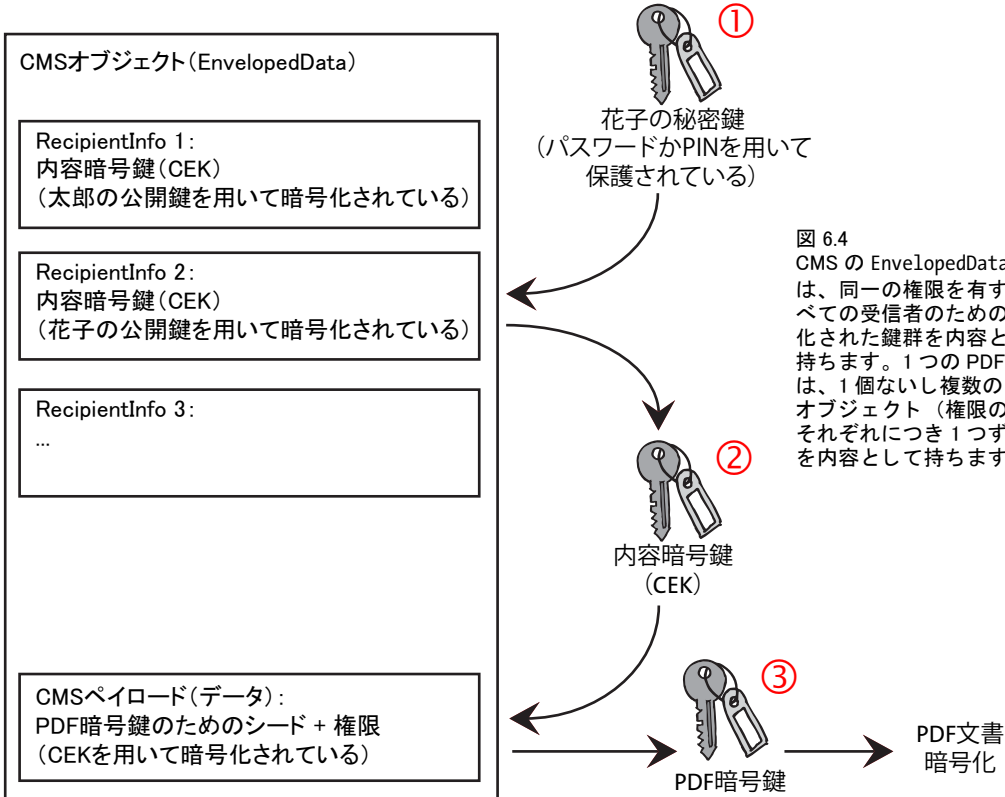 CMSオブジェクト（EnvelopedData）
RecipientInfo 1：
内容暗号鍵（CEK）
（太郎の公開鍵を用いて暗号化されている）
RecipientInfo 2：
内容暗号鍵（CEK）
（花子の公開鍵を用いて暗号化されている）
RecipientInfo 3：
...
CMSペイロード（データ）：
PDF暗号鍵のためのシード + 権限
（CEKを用いて暗号化されている）
①
花子の秘密鍵
（パスワードかPINを用いて
保護されている）
②
内容暗号鍵
（CEK）
③
PDF暗号鍵
PDF文書
暗号化
図 6.4
CMS の EnvelopedData
は、同一の権限を有す
べての受信者のための
化された鍵群を内容と
持ちます。1 つの PDF
は、1 個ないし複数の
オブジェクト（権限の
それぞれにつき 1 つず
を内容として持ちます